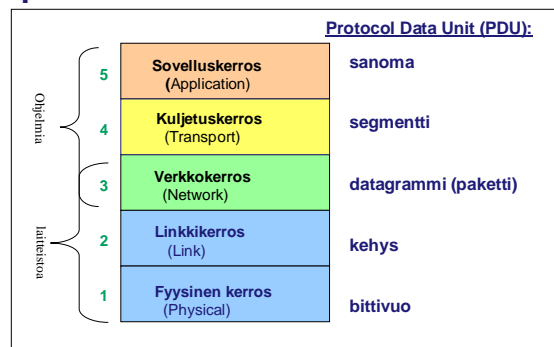 Protocol Data Unit (PDU):
5
Sovelluskerros
(Application)
sanoma
Ohjelmia
4
Kuljetuskerros
(Transport)
segmentti
3
Verkkokerros
(Network)
datagrammi (paketti)
laitteistoa
2
Linkkikerros
(Link)
kehys
1
Fyysinen kerros
(Physical)
bittivuo